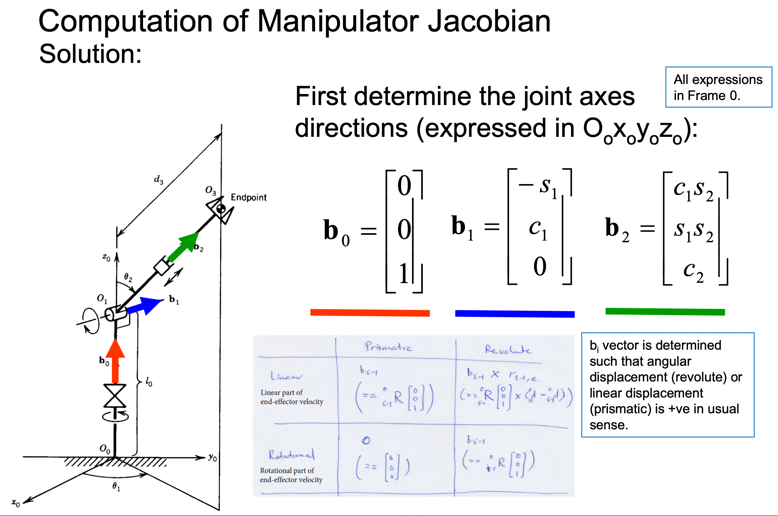 Computation of Manipulator Jacobian
Solution:
All expressions
in Frame 0.
First determine the joint axes
directions (expressed in Oₒxₒyₒzₒ):
b₀ = [0 0 1]
b₁ = [− s₁ c₁ 0]
b₂ = [c₁s₂ s₁s₂ c₂]
d₃
O₃
Endpoint
b₂
z₀
θ₂
O₁
b₁
b₀
l₀
O₀
y₀
θ₁
x₀
Prismatic Revolute
Linear
Linear part of
end-effector velocity
bᵢ₋₁
bᵢ₋₁ × rᵢ₋₁,ₑ
Rotational
Rotational part of
end-effector velocity
0
bᵢ₋₁
bᵢ vector is determined
such that angular
displacement (revolute) or
linear displacement
(prismatic) is +ve in usual
sense.